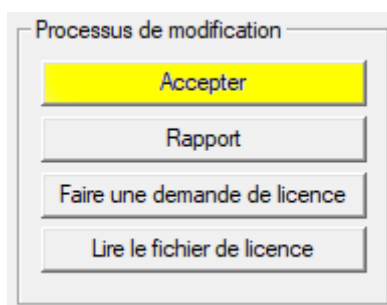 Processus de modification
Accepter
Rapport
Faire une demande de licence
Lire le fichier de licence